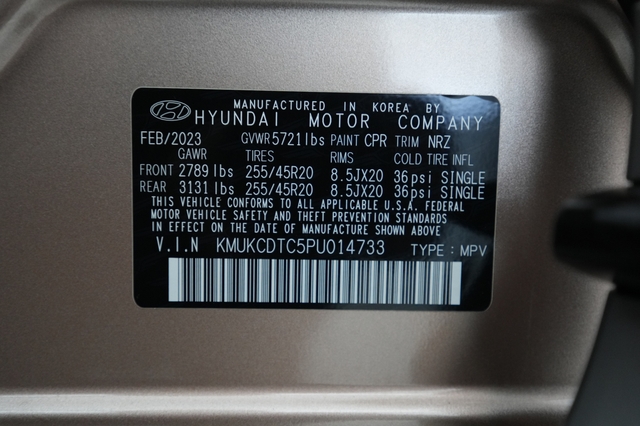 MANUFACTURED IN KOREA BY
HYUNDAI MOTOR COMPANY
FEB/2023 GVWR 5721lbs PAINT CPR TRIM NRZ
GAWR TIRES RIMS COLD TIRE INFL
FRONT 2789 lbs 255/45R20 8.5JX20 36psi SINGLE
REAR 3131 lbs 255/45R20 8.5JX20 36psi SINGLE
THIS VEHICLE CONFORMS TO ALL APPLICABLE U.S.A. FEDERAL
MOTOR VEHICLE SAFETY AND THEFT PREVENTION STANDARDS
IN EFFECT ON THE DATE OF MANUFACTURE SHOWN ABOVE.
V.I.N KMUKCDTC5PU014733 TYPE : MPV